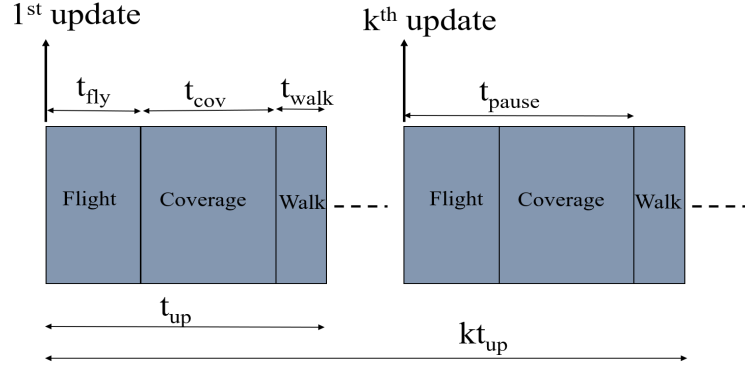 1st update
kth update
tfly
tcov
twalk
tpause
Flight
Coverage
Walk
Flight
Coverage
Walk
tup
ktup